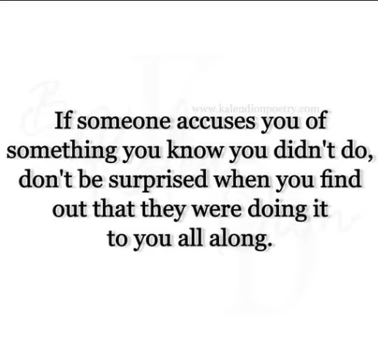 www.kaleudionpoetry.com
If someone accuses you of
something you know you didn't do,
don't be surprised when you find
out that they were doing it
to you all along.